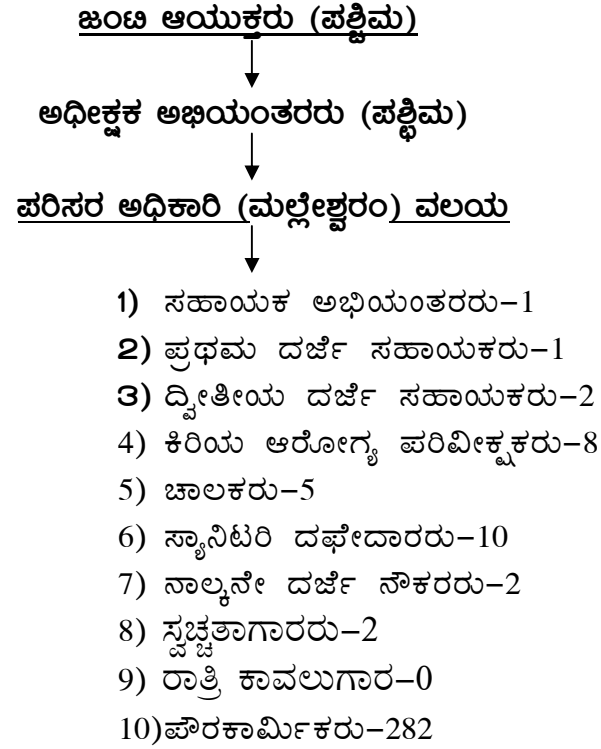 ಜಂಟಿ ಆಯುಕ್ತರು (ಪಶ್ಚಿಮ)
ಅಧೀಕ್ಷಕ ಅಭಿಯಂತರರು (ಪಶ್ಚಿಮ)
ಪರಿಸರ ಅಧಿಕಾರಿ (ಮಲ್ಲೇಶ್ವರಂ) ವಲಯ
1) ಸಹಾಯಕ ಅಭಿಯಂತರರು–1
2) ಪ್ರಥಮ ದರ್ಜೆ ಸಹಾಯಕರು–1
3) ದ್ವಿತೀಯ ದರ್ಜೆ ಸಹಾಯಕರು–2
4) ಕಿರಿಯ ಆರೋಗ್ಯ ಪರಿವೀಕ್ಷಕರು–8
5) ಚಾಲಕರು–5
6) ಸ್ಯಾನಿಟರಿ ದಫೇದಾರರು–10
7) ನಾಲ್ಕನೇ ದರ್ಜೆ ನೌಕರರು–2
8) ಸ್ವಚ್ಚತಾಗಾರರು–2
9) ರಾತ್ರಿ ಕಾವಲುಗಾರ–0
10)ಪೌರಕಾರ್ಮಿಕರು–282